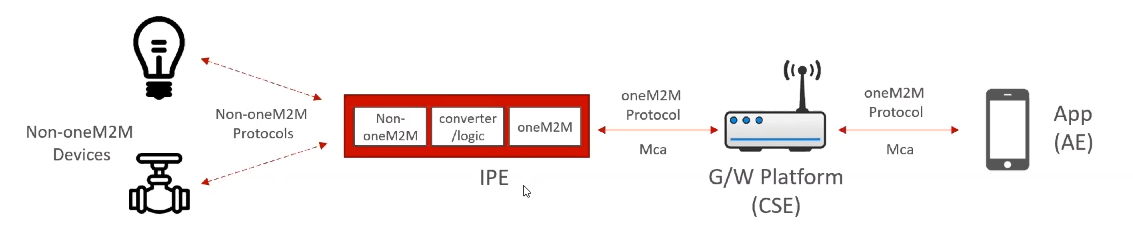 Non-oneM2M
Devices
Non-oneM2M
Protocols
Non-
oneM2M
converter
/logic
oneM2M
IPE
oneM2M
Protocol
Mca
G/W Platform
(CSE)
oneM2M
Protocol
Mca
App
(AE)